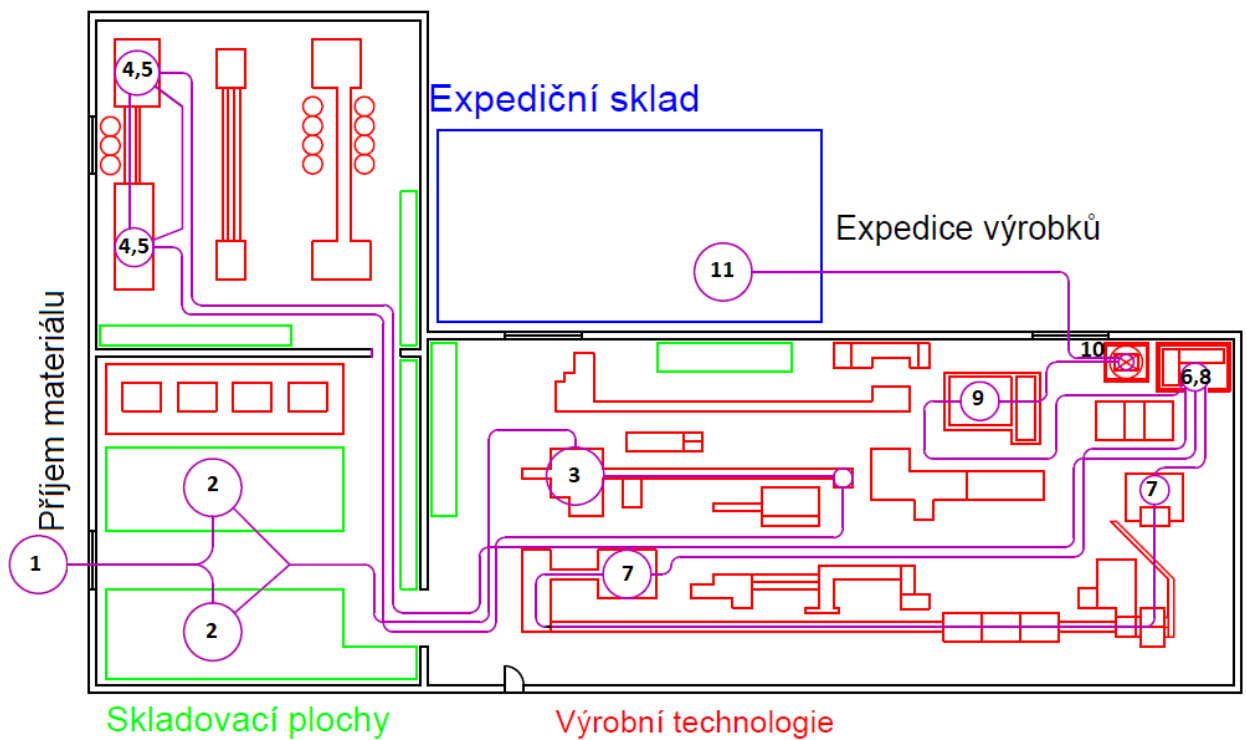 4,5
Expediční sklad
4,5
Expedice výrobků
11
Příjem materiálu
10
6,8
9
3
2
7
1
7
2
Skladovací plochy
Výrobní technologie